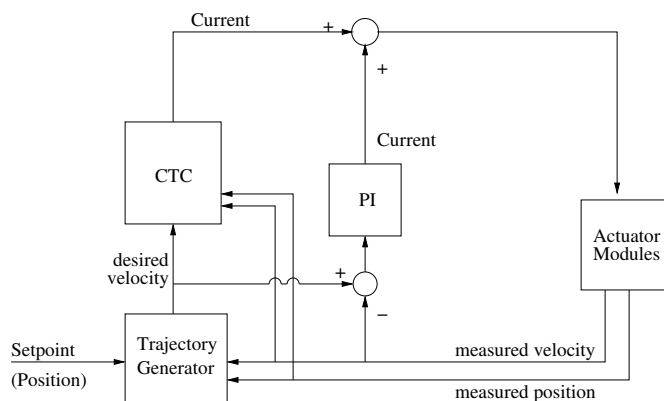 Current
+
+
Current
CTC
PI
Actuator
Modules
desired
velocity
+
−
Setpoint
(Position)
Trajectory
Generator
measured velocity
measured position